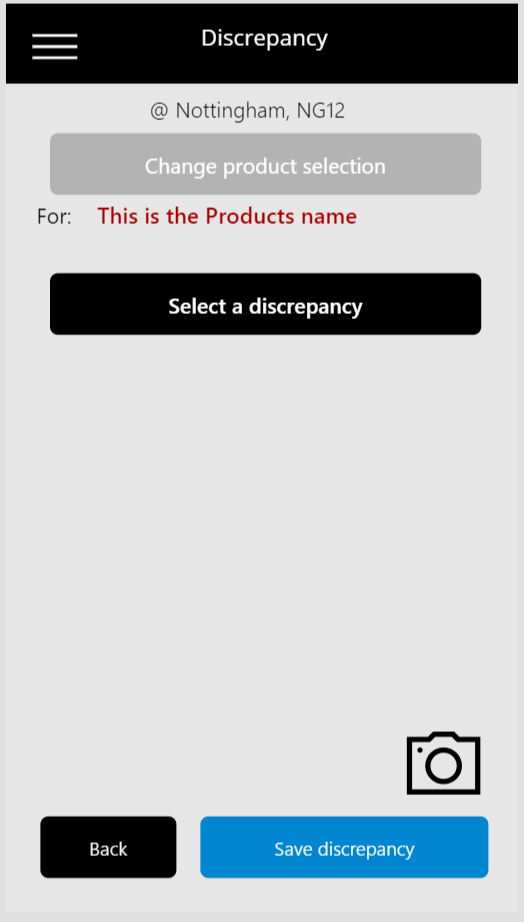 Discrepancy
@ Nottingham, NG12
Change product selection
For: This is the Products name
Select a discrepancy
Back
Save discrepancy